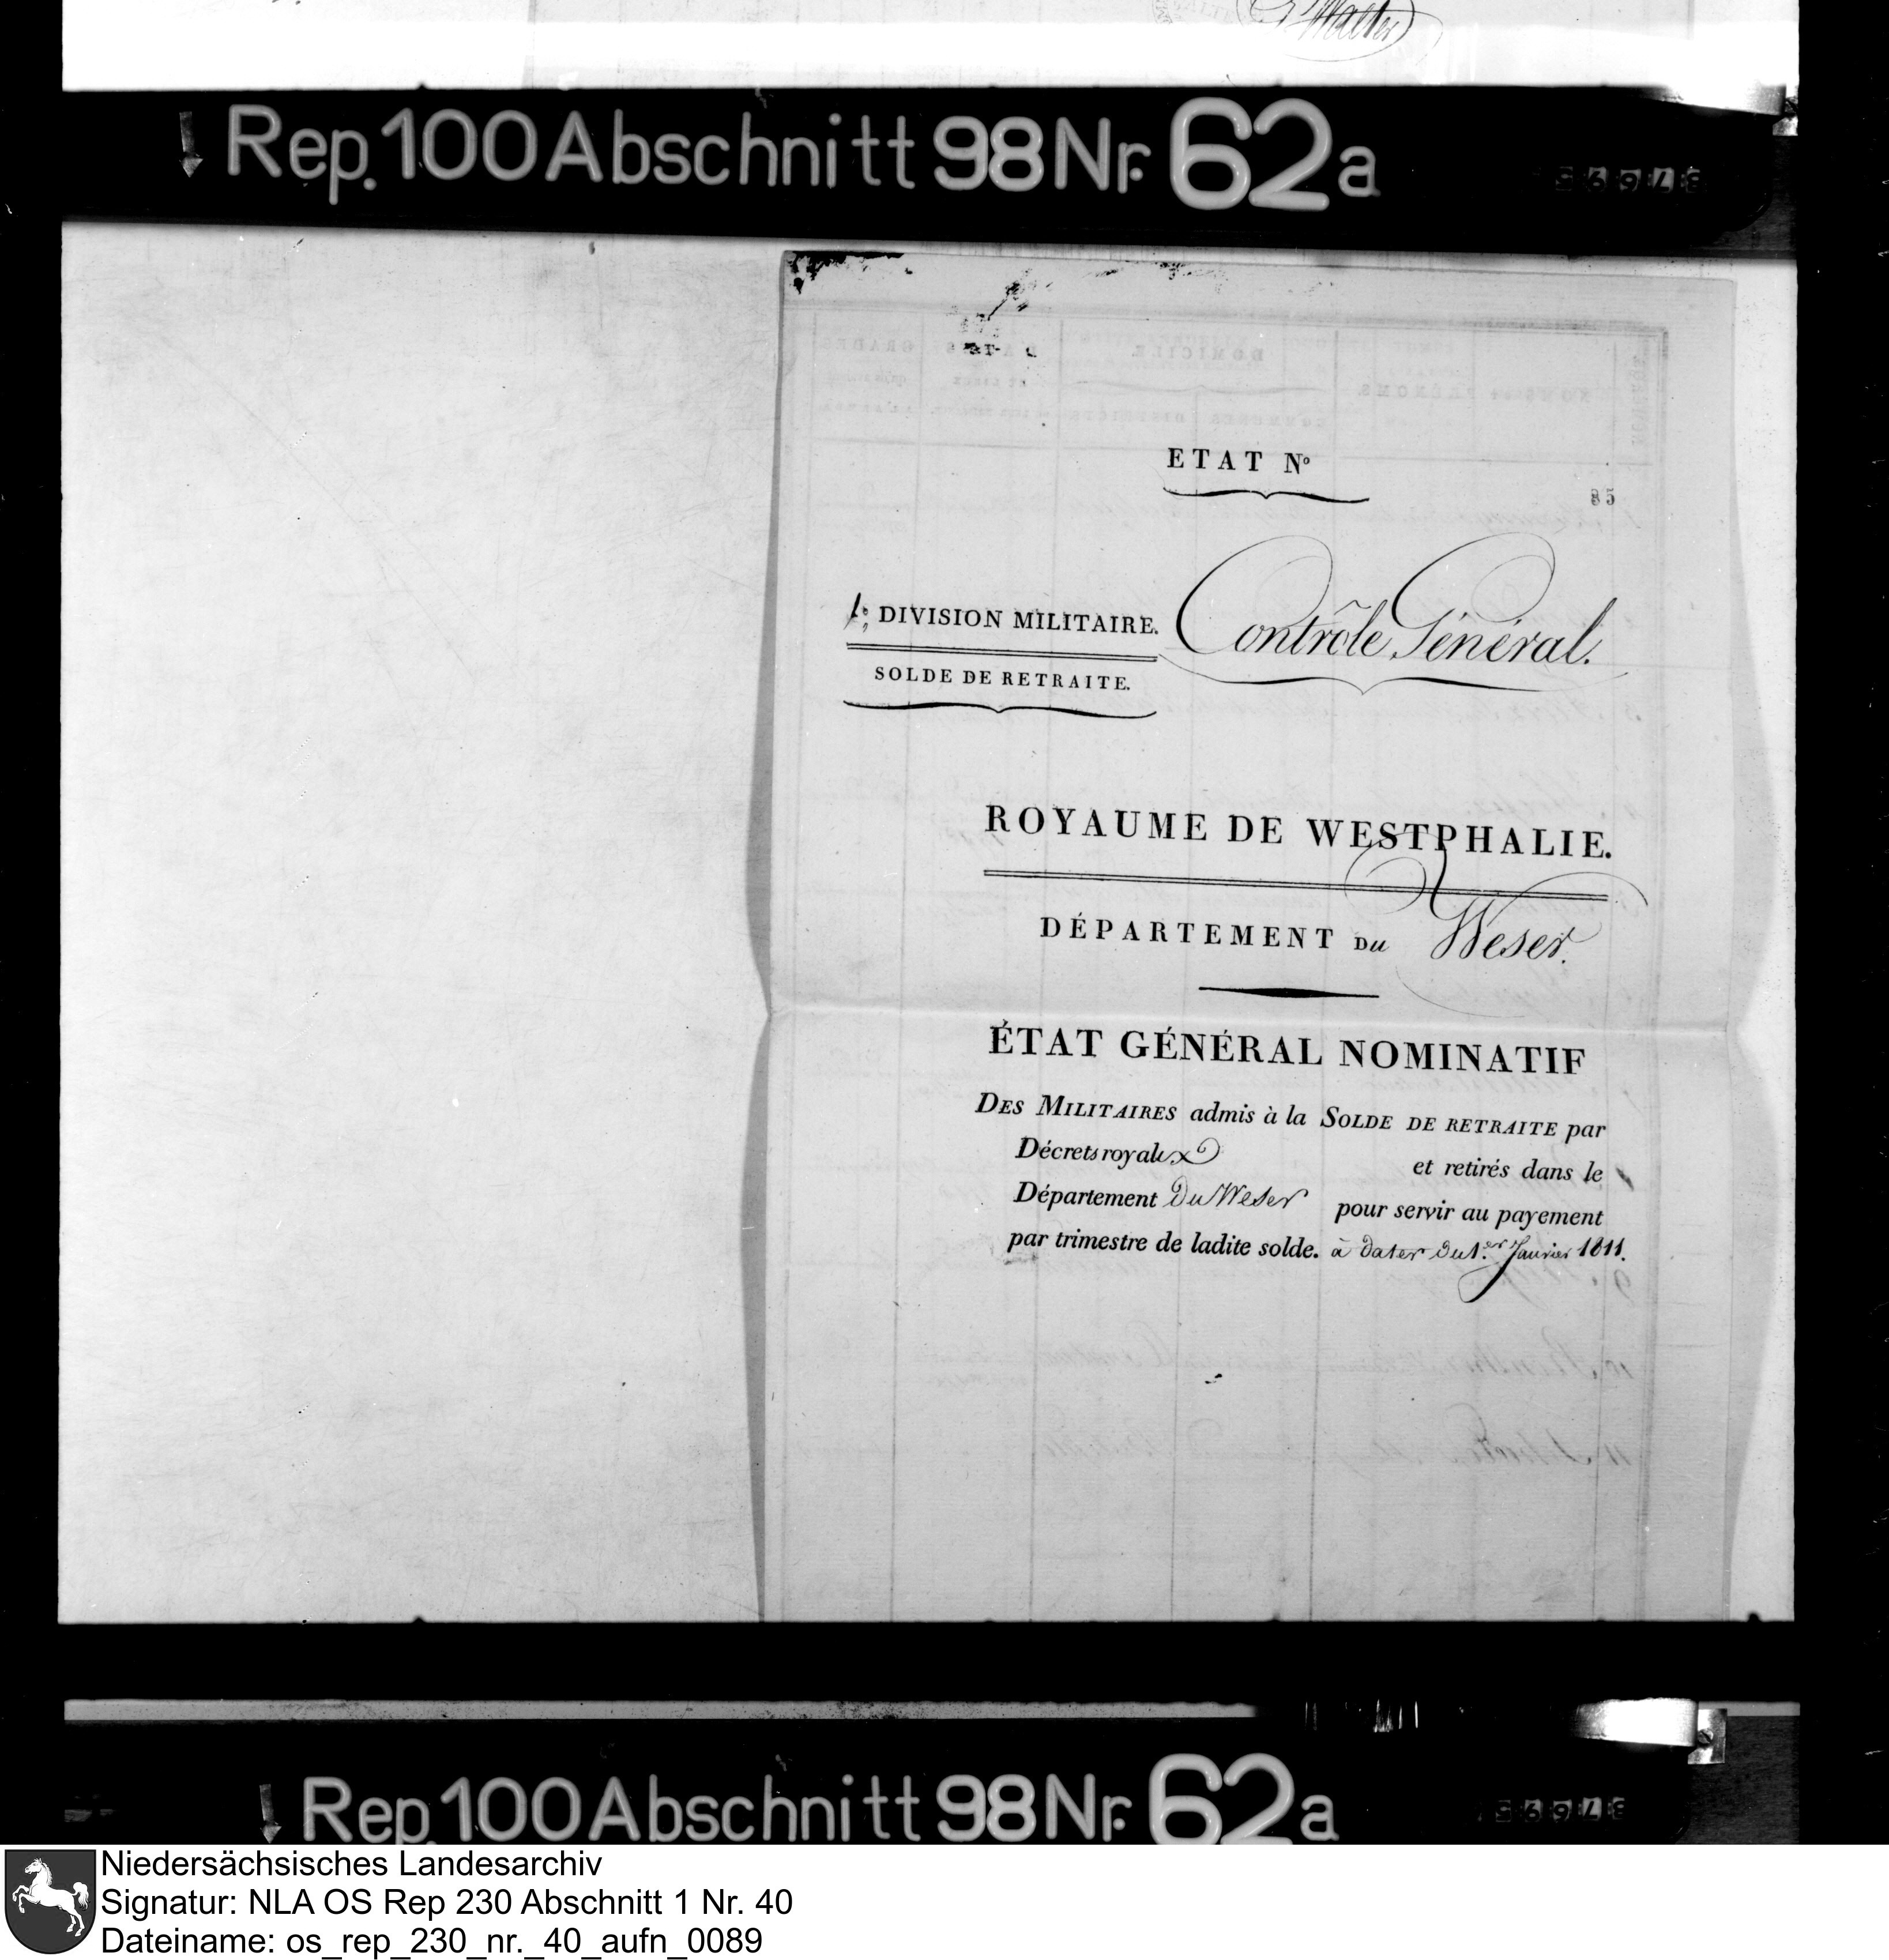 Rep. 100 Abschnitt 98 Nr. 62a
ETAT Nº
85
1e; DIVISION MILITAIRE.
Contrôle Général.
SOLDE DE RETRAITE.
ROYAUME DE WESTPHALIE.
DÉPARTEMENT Du Weser.
ÉTAT GÉNÉRAL NOMINATIF
DES MILITAIRES admis à la SOLDE DE RETRAITE par
Décrets royaux et retirés dans le
Département Du Weser pour servir au payement
par trimestre de ladite solde. à dater du 1.er Janvier 1811.
Rep. 100 Abschnitt 98 Nr. 62a
Niedersächsisches Landesarchiv
Signatur: NLA OS Rep 230 Abschnitt 1 Nr. 40
Dateiname: os_rep_230_nr._40_aufn_0089